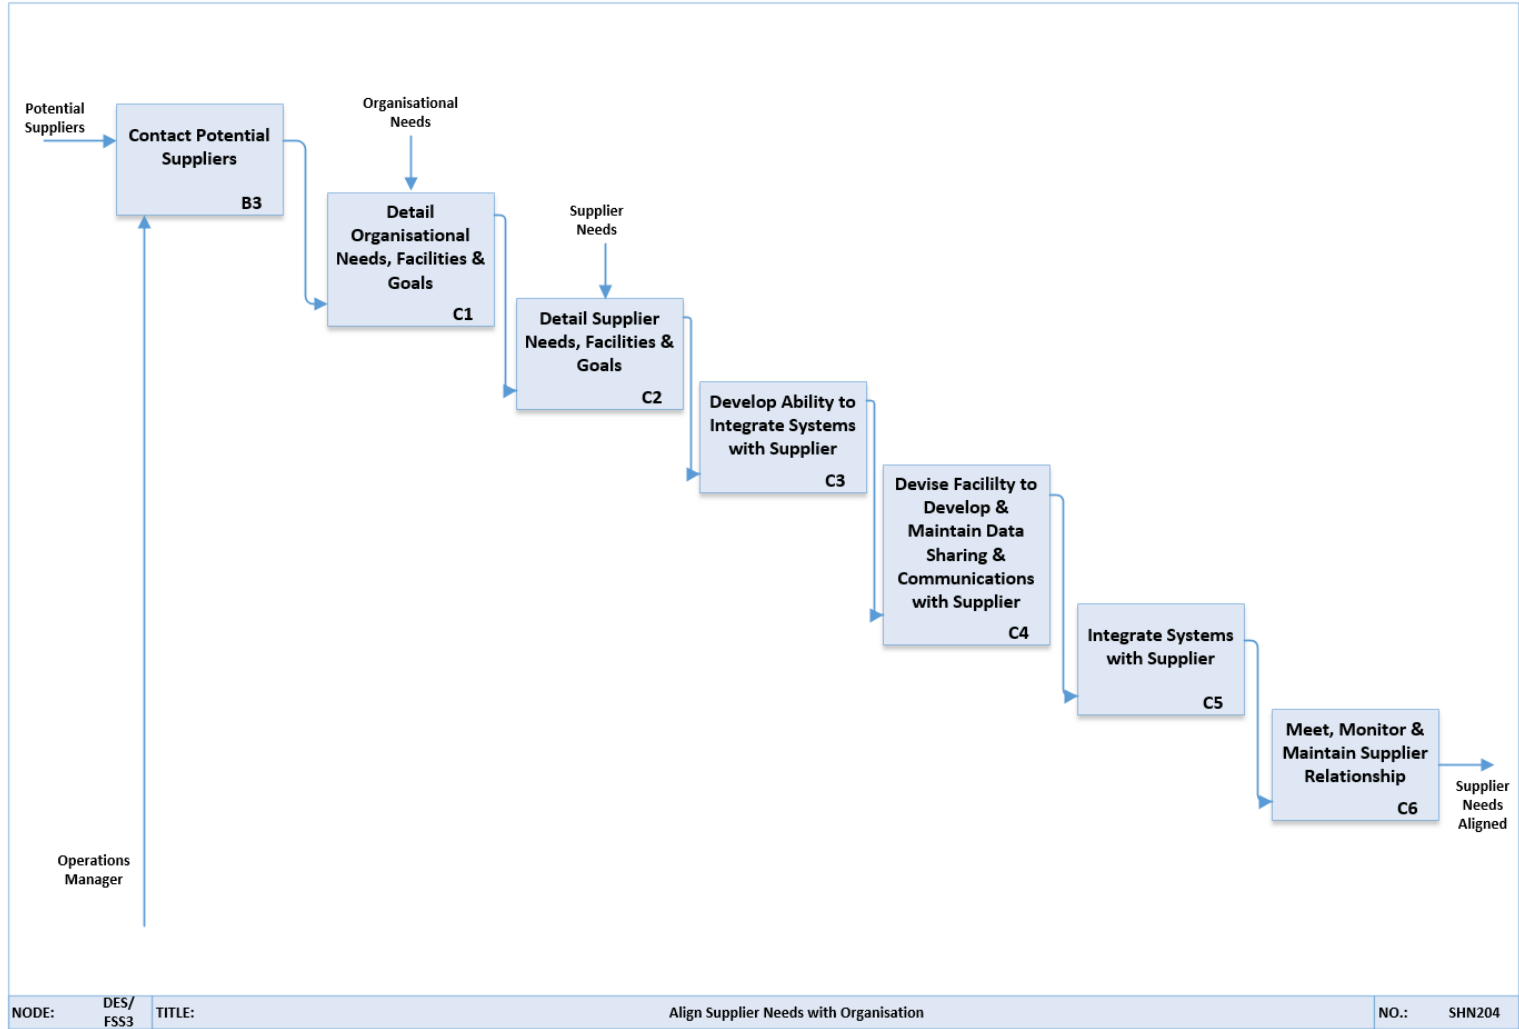 Potential
Suppliers
Contact Potential
Suppliers
B3
Organisational
Needs
Detail
Organisational
Needs, Facilities &
Goals
C1
Supplier
Needs
Detail Supplier
Needs, Facilities &
Goals
C2
Develop Ability to
Integrate Systems
with Supplier
C3
Devise Facililty to
Develop &
Maintain Data
Sharing &
Communications
with Supplier
C4
Integrate Systems
with Supplier
C5
Meet, Monitor &
Maintain Supplier
Relationship
C6
Supplier
Needs
Aligned
Operations
Manager
NODE:
DES/
FSS3
TITLE:
Align Supplier Needs with Organisation
NO.:
SHN204